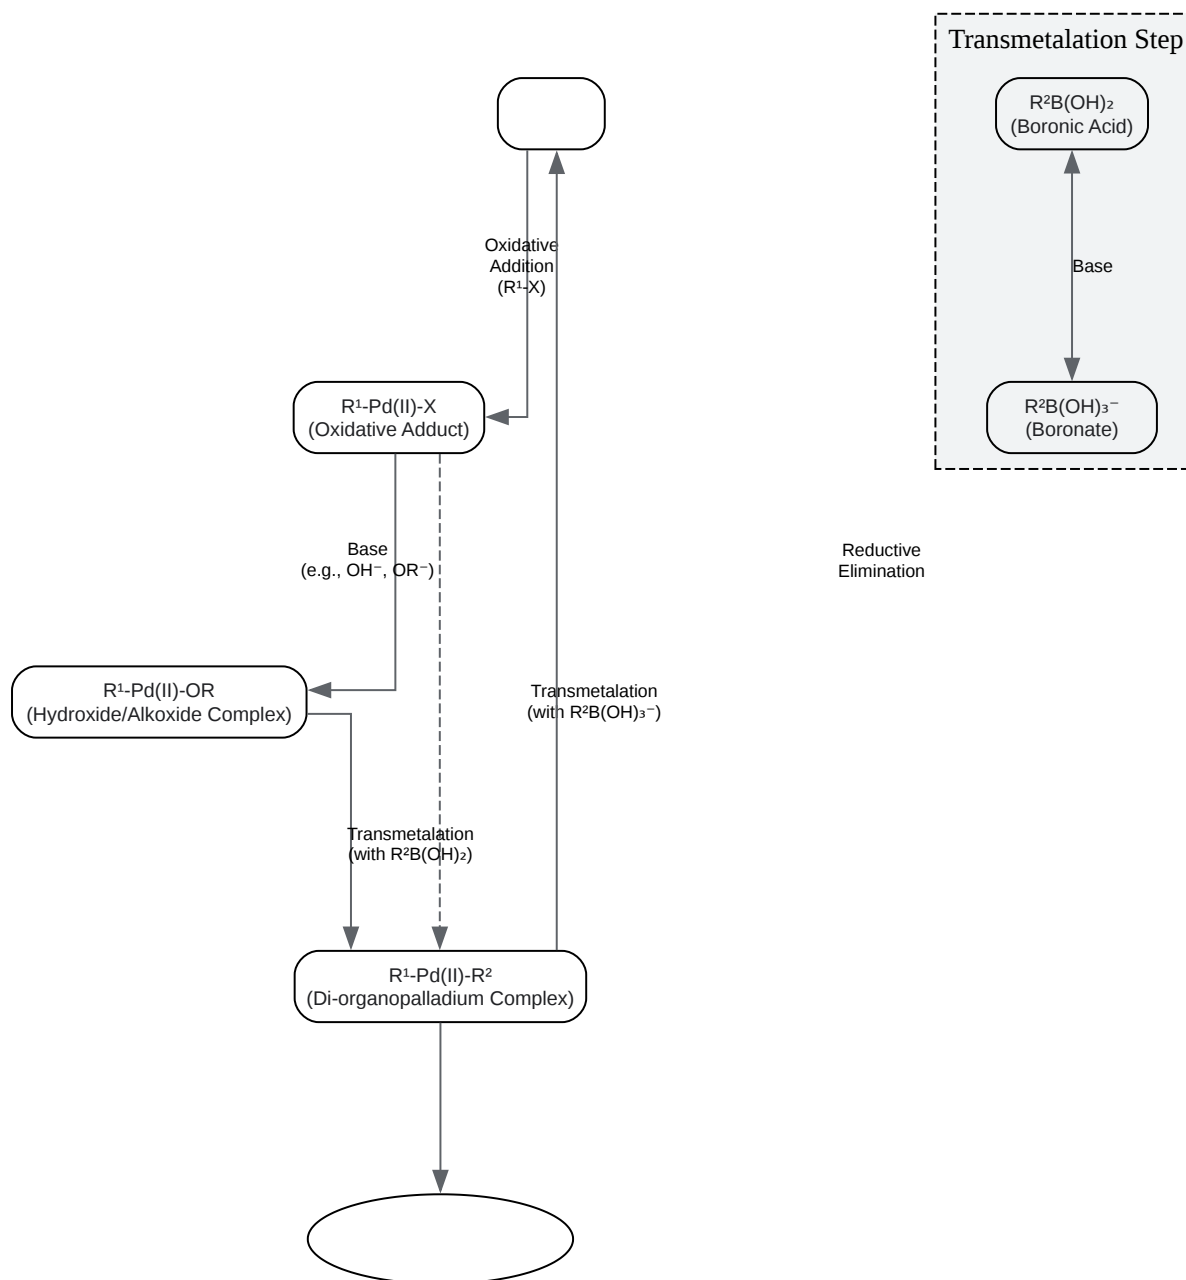 Transmetalation Step
R²B(OH)₂
(Boronic Acid)
Oxidative
Addition
(R¹-X)
Base
R¹-Pd(II)-X
(Oxidative Adduct)
R²B(OH)₃⁻
(Boronate)
Base
(e.g., OH⁻, OR⁻)
Reductive
Elimination
R¹-Pd(II)-OR
(Hydroxide/Alkoxide Complex)
Transmetalation
(with R²B(OH)₃⁻)
Transmetalation
(with R²B(OH)₂)
R¹-Pd(II)-R²
(Di-organopalladium Complex)